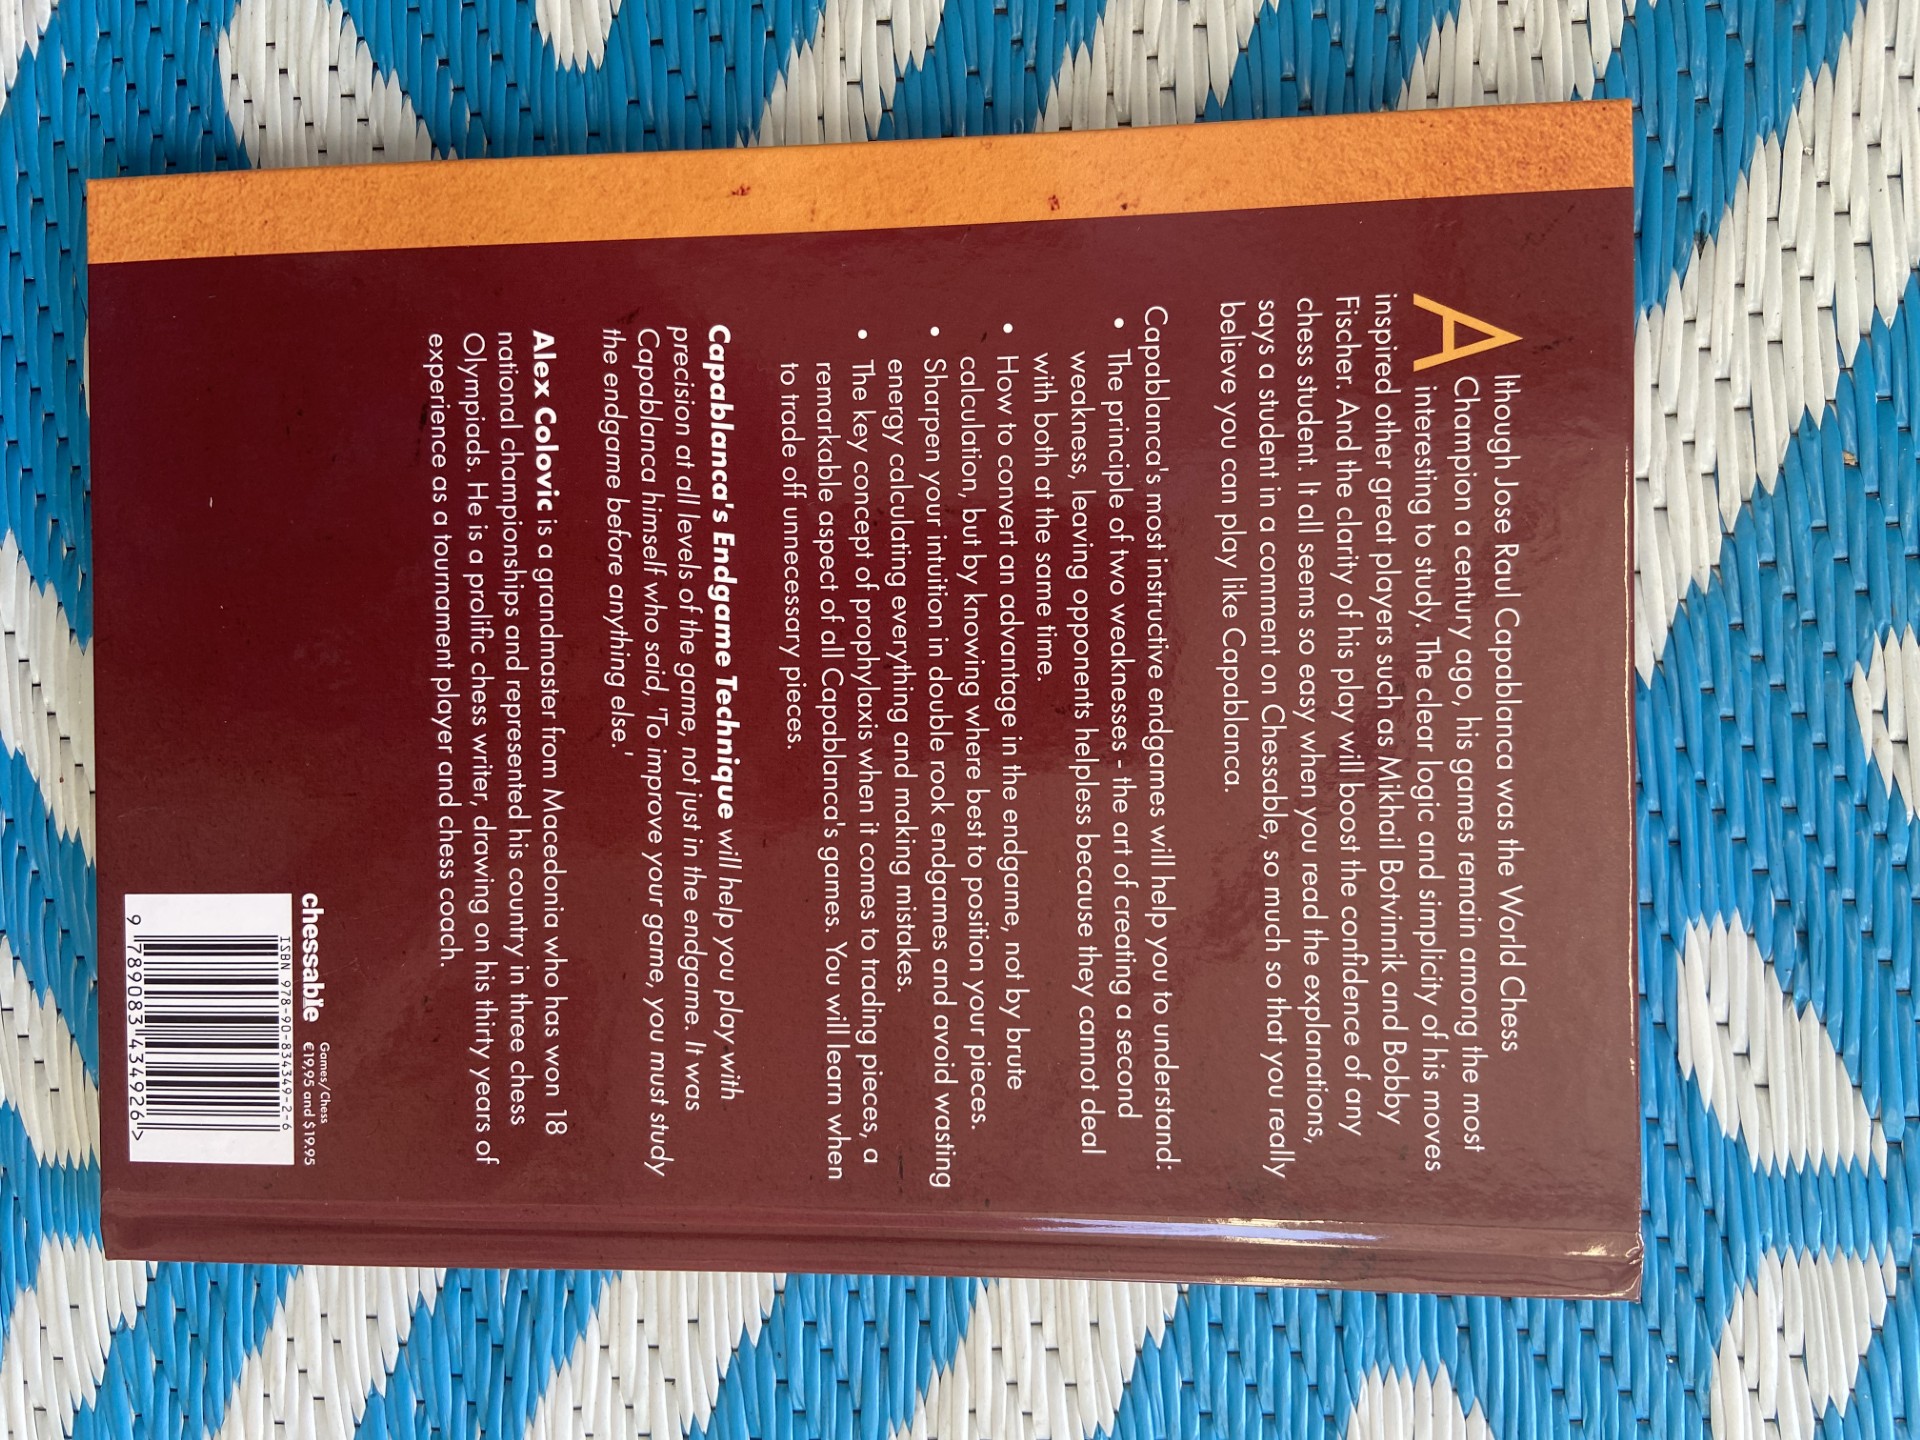 Although Jose Raul Capablanca was the World Chess
Champion a century ago, his games remain among the most
interesting to study. The clear logic and simplicity of his moves
inspired other great players such as Mikhail Botvinnik and Bobby
Fischer. And the clarity of his play will boost the confidence of any
chess student. It all seems so easy when you read the explanations,
says a student in a comment on Chessable, so much so that you really
believe you can play like Capablanca.
Capablanca's most instructive endgames will help you to understand:
• The principle of two weaknesses - the art of creating a second
weakness, leaving opponents helpless because they cannot deal
with both at the same time.
• How to convert an advantage in the endgame, not by brute
calculation, but by knowing where best to position your pieces.
• Sharpen your intuition in double rook endgames and avoid wasting
energy calculating everything and making mistakes.
• The key concept of prophylaxis when it comes to trading pieces, a
remarkable aspect of all Capablanca's games. You will learn when
to trade off unnecessary pieces.
Capablanca's Endgame Technique will help you play with
precision at all levels of the game, not just in the endgame. It was
Capablanca himself who said, 'To improve your game, you must study
the endgame before anything else.'
Alex Colovic is a grandmaster from Macedonia who has won 18
national championships and represented his country in three chess
Olympiads. He is a prolific chess writer, drawing on his thirty years of
experience as a tournament player and chess coach.
Games/Chess
chessable €19,95 and $19.95
ISBN 978-90-834349-2-6
9 789083 434926 >